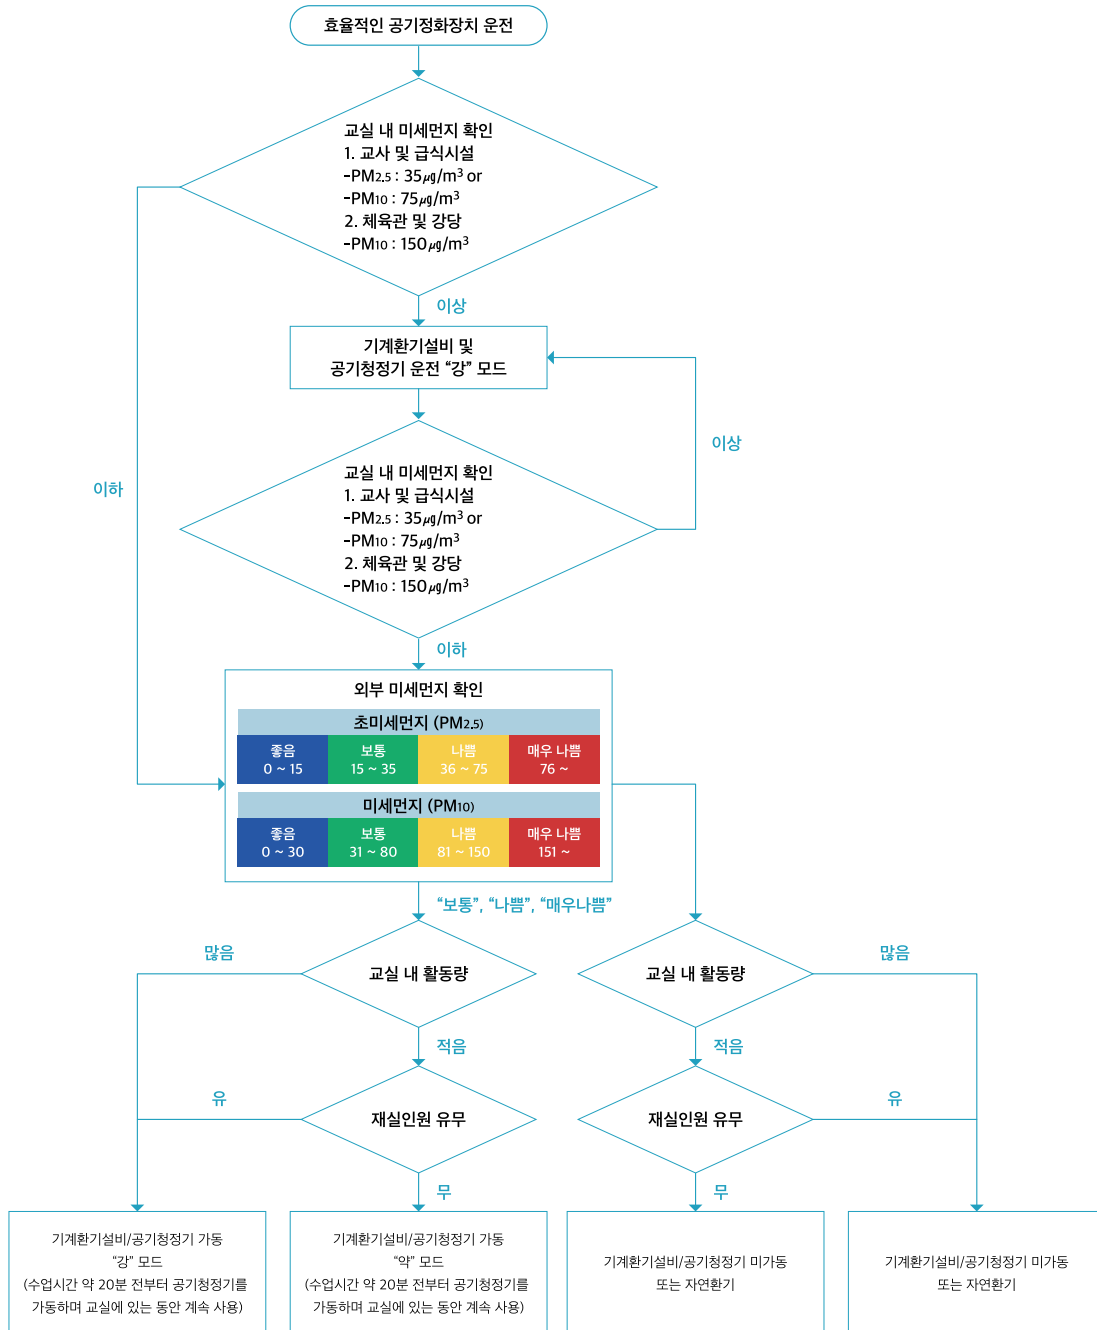 효율적인 공기정화장치 운전
교실 내 미세먼지 확인
1. 교사 및 급식시설
-PM2.5 : 35㎍/m³ or
-PM10 : 75㎍/m³
2. 체육관 및 강당
-PM10 : 150㎍/m³
이상
기계환기설비 및
공기청정기 운전 “강” 모드
이상
이하
교실 내 미세먼지 확인
1. 교사 및 급식시설
-PM2.5 : 35㎍/m³ or
-PM10 : 75㎍/m³
2. 체육관 및 강당
-PM10 : 150㎍/m³
이하
외부 미세먼지 확인
초미세먼지 (PM2.5)
좋음 보통 나쁨 매우 나쁨
0 ~ 15 15 ~ 35 36 ~ 75 76 ~
미세먼지 (PM10)
좋음 보통 나쁨 매우 나쁨
0 ~ 30 31 ~ 80 81 ~ 150 151 ~
“보통”, “나쁨”, “매우나쁨”
많음
많음
교실 내 활동량
교실 내 활동량
적음
적음
유
유
재실인원 유무
재실인원 유무
무
무
기계환기설비/공기청정기 가동
“강” 모드
(수업시간 약 20분 전부터 공기청정기를
가동하며 교실에 있는 동안 계속 사용)
기계환기설비/공기청정기 가동
“약” 모드
(수업시간 약 20분 전부터 공기청정기를
가동하며 교실에 있는 동안 계속 사용)
기계환기설비/공기청정기 미가동
또는 자연환기
기계환기설비/공기청정기 미가동
또는 자연환기